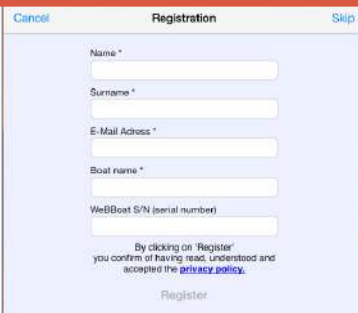 Cancel Registration Skip
Name *
Surname *
E-Mail Adress *
Boat name *
WeBBoat S/N (serial number)
By clicking on 'Register'
you confirm of having read, understood and
accepted the privacy policy.
Register